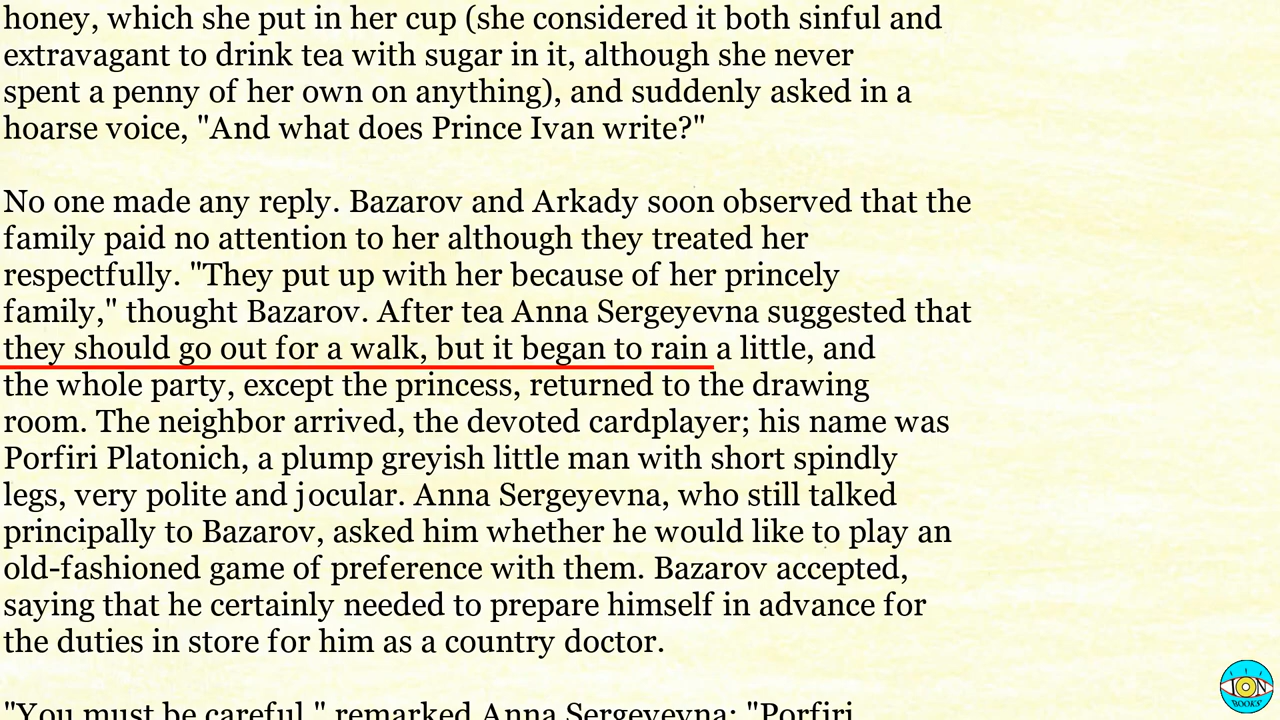 honey, which she put in her cup (she considered it both sinful and
extravagant to drink tea with sugar in it, although she never
spent a penny of her own on anything), and suddenly asked in a
hoarse voice, "And what does Prince Ivan write?"
No one made any reply. Bazarov and Arkady soon observed that the
family paid no attention to her although they treated her
respectfully. "They put up with her because of her princely
family," thought Bazarov. After tea Anna Sergeyevna suggested that
they should go out for a walk, but it began to rain a little, and
the whole party, except the princess, returned to the drawing
room. The neighbor arrived, the devoted cardplayer; his name was
Porfiri Platonich, a plump greyish little man with short spindly
legs, very polite and jocular. Anna Sergeyevna, who still talked
principally to Bazarov, asked him whether he would like to play an
old-fashioned game of preference with them. Bazarov accepted,
saying that he certainly needed to prepare himself in advance for
the duties in store for him as a country doctor.
"You must be careful," remarked Anna Sergeyevna; "Porfiri
ION
BOOKS